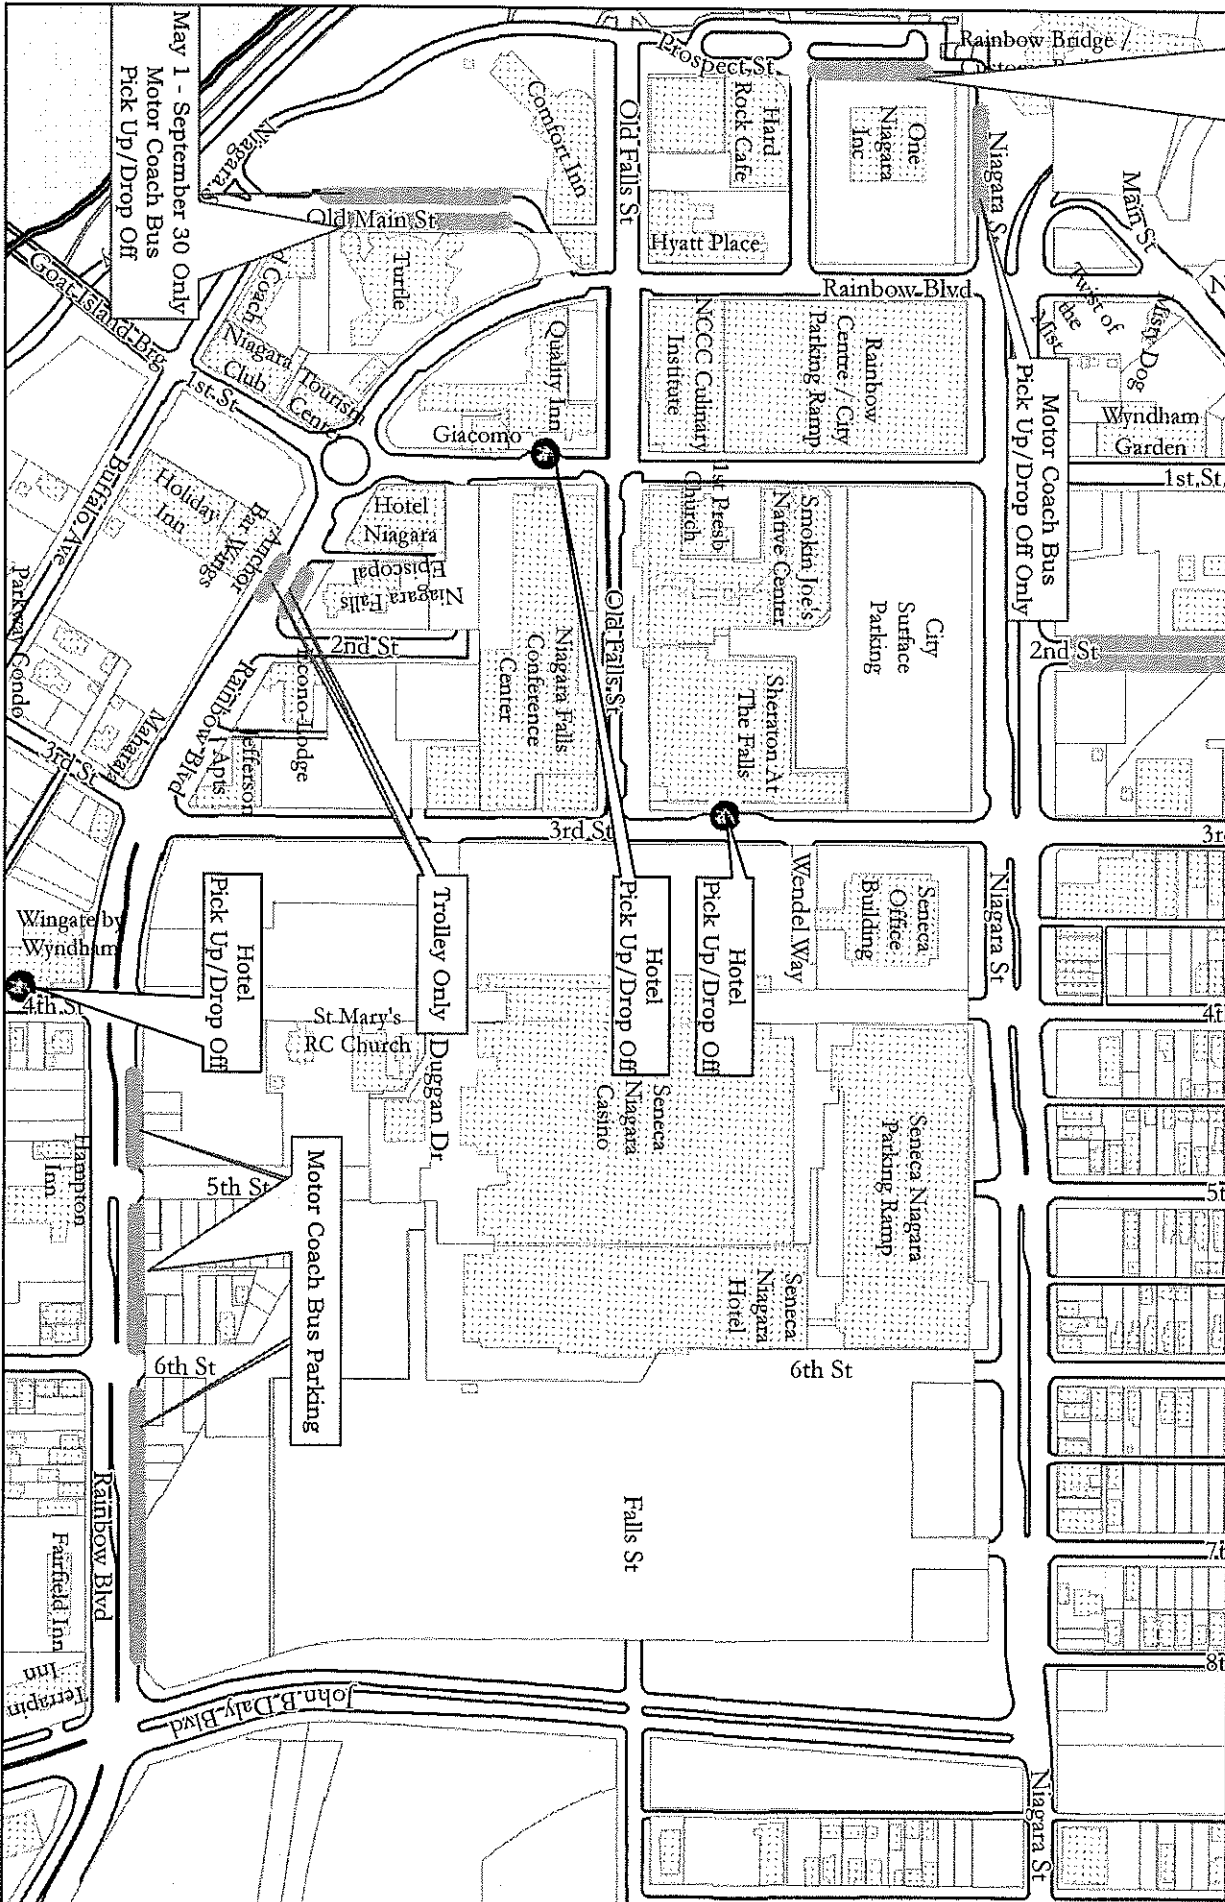 Rainbow Bridge /
Prospect St
Niagara St
Main St
Comfort Inn
Old Falls St
Hard
Rock Cafe
One
Niagara
Inc
Hyatt Place
Old Main St
Turtle
May 1 - September 30 Only
Motor Coach Bus
Pick Up/Drop Off
Goat Island Brg
Niagara
Club
Tourism
Center
1st St
Quality Inn
Giacomo
NCCC Culinary
Institute
Rainbow
Centre / City
Parking Ramp
Rainbow Blvd
Twist of
the
Mist
Misty Dog
Wyndham
Garden
1st St
Motor Coach Bus
Pick Up/Drop Off Only
Buffalo Ave
Holiday
Inn
Anchor
Bar Wings
Hotel
Niagara
Niagara Falls
Episcopal
2nd St
Niagara Falls
Conference
Center
Old Falls St
1st Presb
Church
Smokin Joe's
Native Center
City
Surface
Parking
Sheraton At
The Falls
2nd St
Parkway Condo
Maharaja
3rd St
Rainbow Blvd
Econo-Lodge
Jefferson
Apts
3rd St
Wendel Way
Seneca
Office
Building
Niagara St
3r
Wingate by
Wyndham
4th St
Hotel
Pick Up/Drop Off
Trolley Only
Hotel
Pick Up/Drop Off
Hotel
Pick Up/Drop Off
St Mary's
RC Church
Duggan Dr
Seneca
Niagara
Casino
Seneca Niagara
Parking Ramp
4t
Hampton
Inn
5th St
Motor Coach Bus Parking
Seneca
Niagara
Hotel
5t
6th St
6th St
Falls St
Rainbow Blvd
Fairfield Inn
Terrapin
Inn
John B Daly Blvd
7t
8t
Niagara St